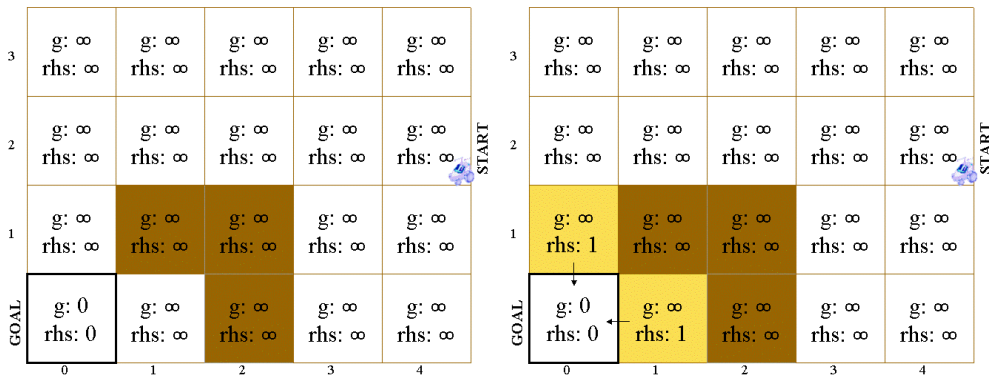 3
g: ∞ g: ∞ g: ∞ g: ∞ g: ∞
rhs: ∞ rhs: ∞ rhs: ∞ rhs: ∞ rhs: ∞
2
g: ∞ g: ∞ g: ∞ g: ∞ g: ∞
rhs: ∞ rhs: ∞ rhs: ∞ rhs: ∞ rhs: ∞
START
1
g: ∞ g: ∞ g: ∞ g: ∞ g: ∞
rhs: ∞ rhs: ∞ rhs: ∞ rhs: ∞ rhs: ∞
GOAL
g: 0 g: ∞ g: ∞ g: ∞ g: ∞
rhs: 0 rhs: ∞ rhs: ∞ rhs: ∞ rhs: ∞
0 1 2 3 4
3
g: ∞ g: ∞ g: ∞ g: ∞ g: ∞
rhs: ∞ rhs: ∞ rhs: ∞ rhs: ∞ rhs: ∞
2
g: ∞ g: ∞ g: ∞ g: ∞ g: ∞
rhs: ∞ rhs: ∞ rhs: ∞ rhs: ∞ rhs: ∞
START
1
g: ∞ g: ∞ g: ∞ g: ∞ g: ∞
rhs: 1 rhs: ∞ rhs: ∞ rhs: ∞ rhs: ∞
GOAL
g: 0 g: ∞ g: ∞ g: ∞ g: ∞
rhs: 0 rhs: 1 rhs: ∞ rhs: ∞ rhs: ∞
0 1 2 3 4